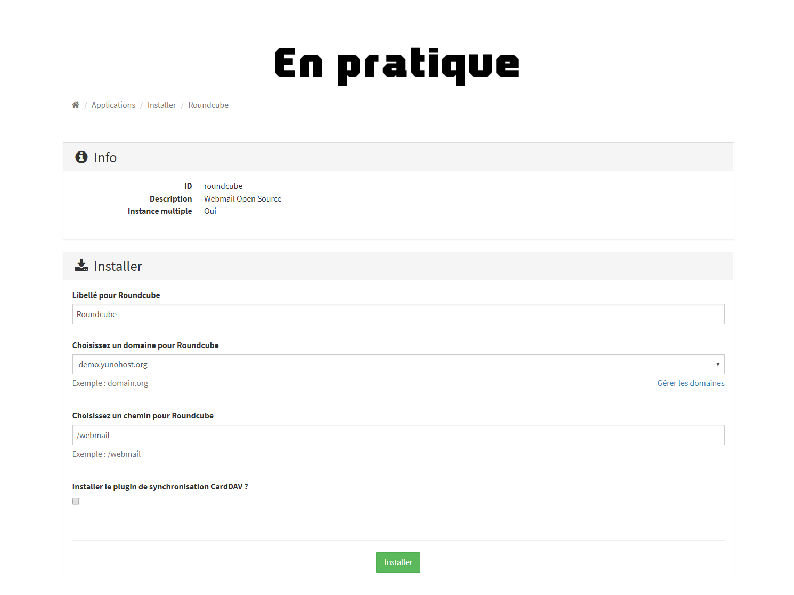 En pratique
/ Applications / Installer / Roundcube
Info
ID roundcube
Description Webmail Open Source
Instance multiple Oui
Installer
Libellé pour Roundcube
Roundcube
Choisissez un domaine pour Roundcube
demo.yunohost.org
Exemple : domain.org Gérer les domaines
Choisissez un chemin pour Roundcube
/webmail
Exemple : /webmail
Installer le plugin de synchronisation CardDAV ?
Installer